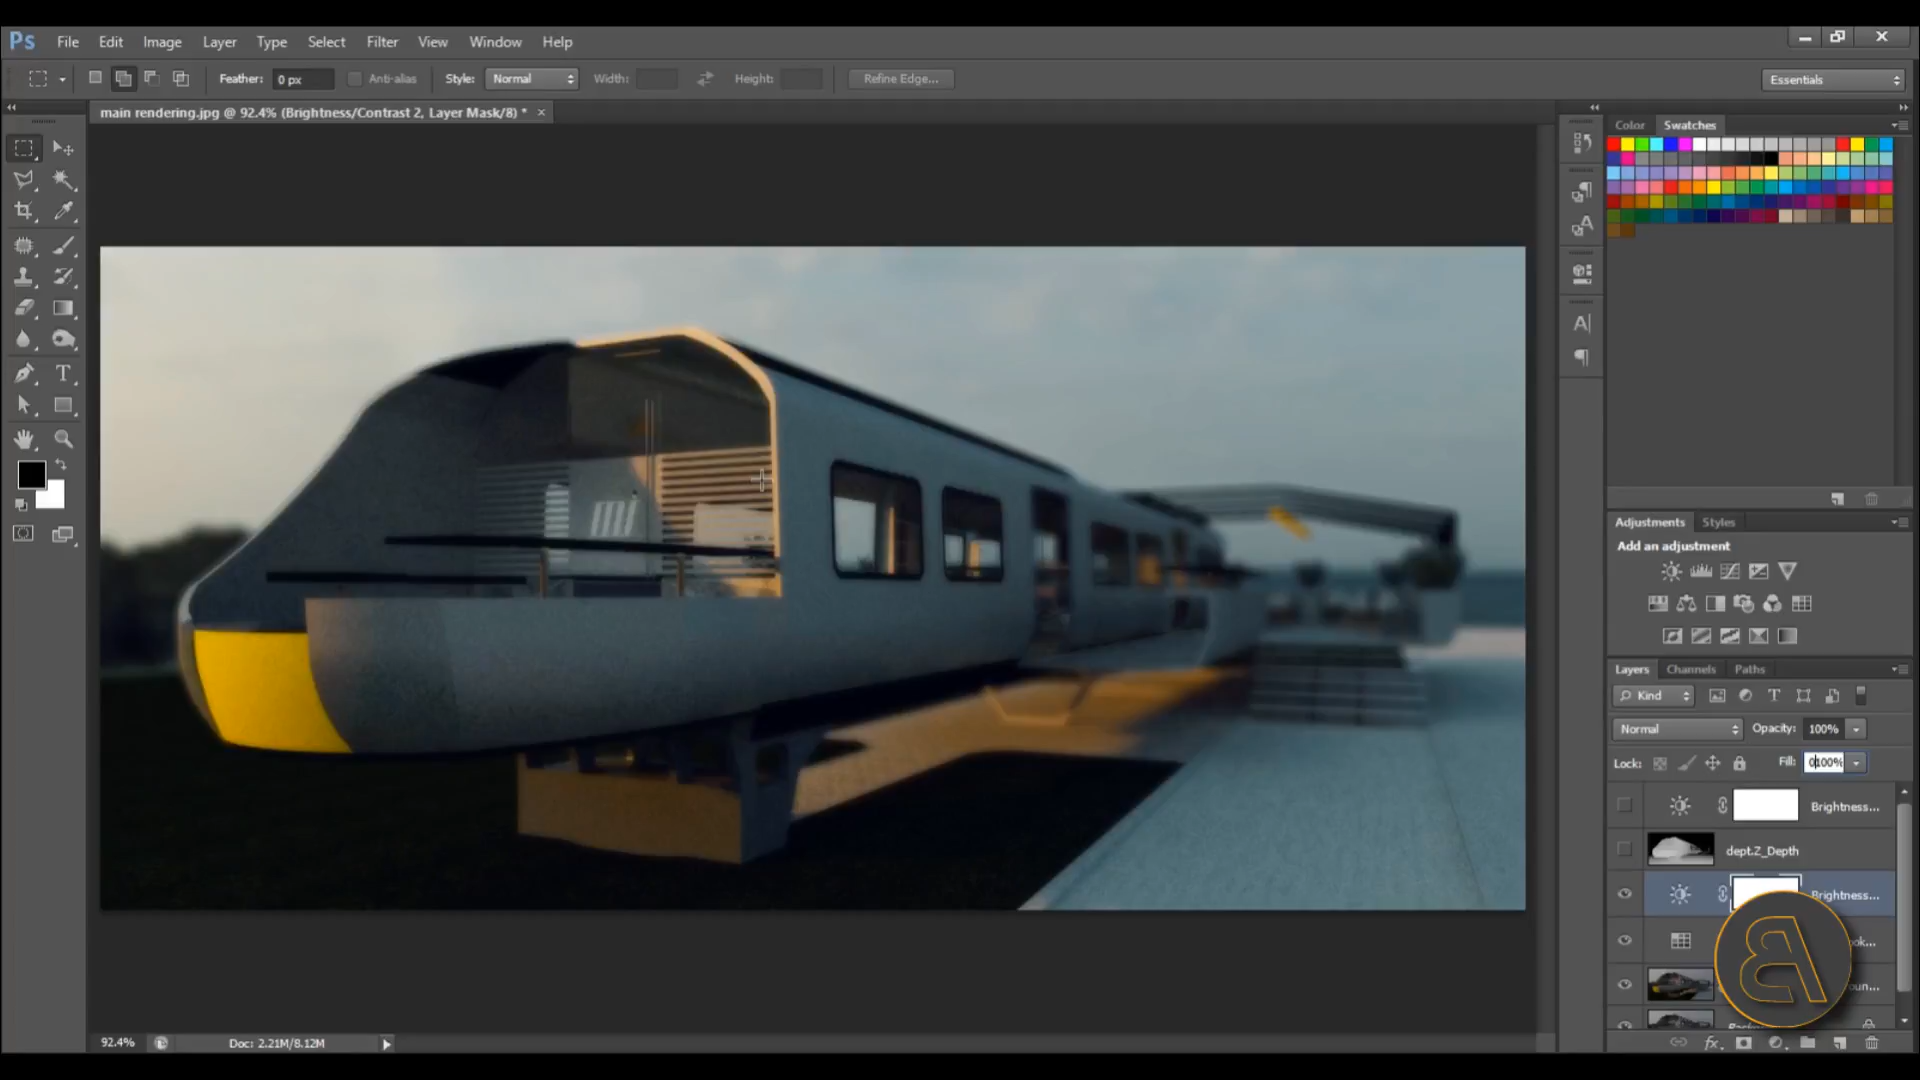 Ps File Edit Image Layer Type Select Filter View Window Help
Feather: 0 px Anti-alias Style: Normal Width: Height: Refine Edge... Essentials
main rendering.jpg @ 92.4% (Brightness/Contrast 2, Layer Mask/8) * ×
Color Swatches
Adjustments Styles
Add an adjustment
Layers Channels Paths
Kind
Normal Opacity: 100%
Lock: Fill: 0100%
Brightness...
dept.Z_Depth
Brightness...
ook...
oun...
92.4% Doc: 2.21M/8.12M